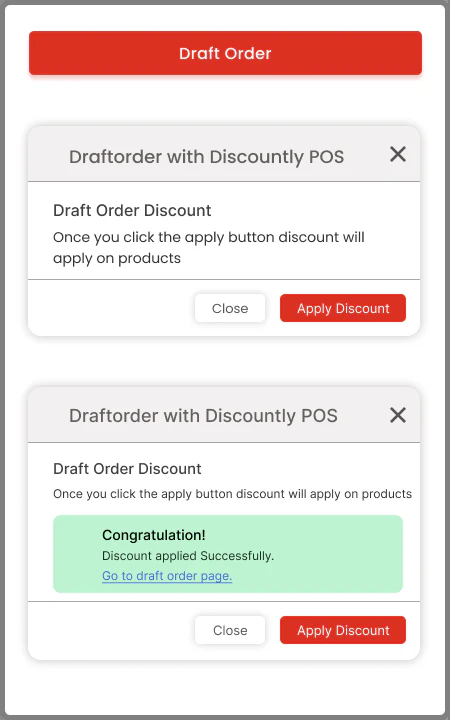 Draft Order
Draftorder with Discountly POS
Draft Order Discount
Once you click the apply button discount will
apply on products
Close
Apply Discount
Draftorder with Discountly POS
Draft Order Discount
Once you click the apply button discount will apply on products
Congratulation!
Discount applied Successfully.
Go to draft order page.
Close
Apply Discount